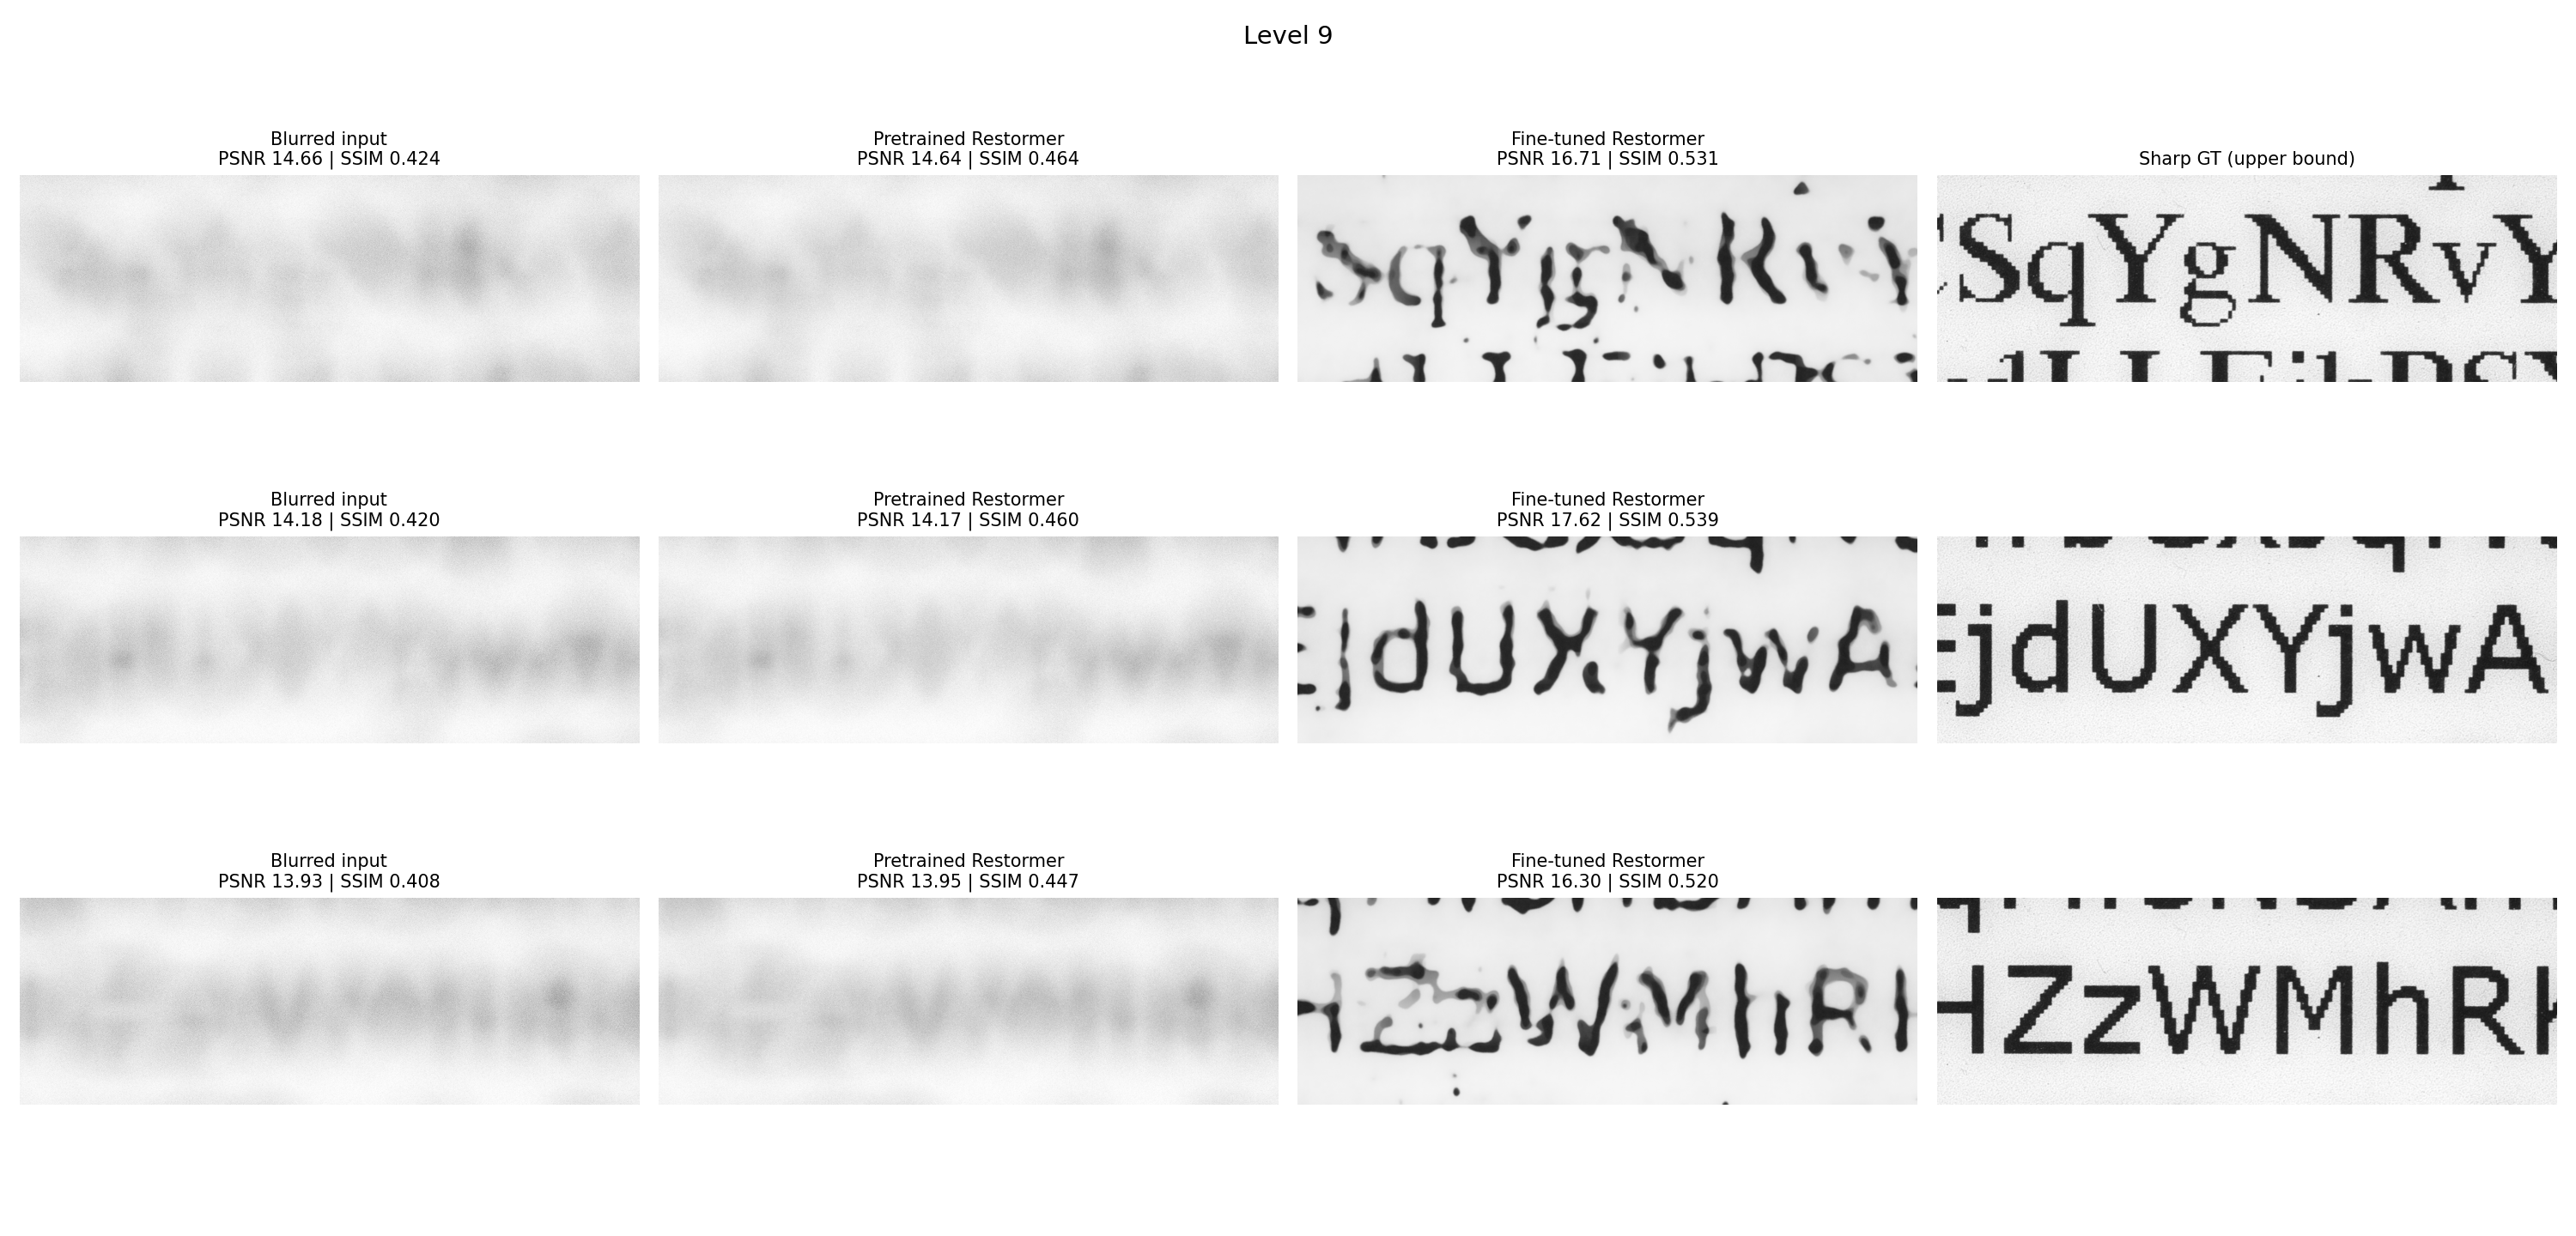 Level 9
Blurred input
PSNR 14.66 | SSIM 0.424
Pretrained Restormer
PSNR 14.64 | SSIM 0.464
Fine-tuned Restormer
PSNR 16.71 | SSIM 0.531
Sharp GT (upper bound)
SqYgNRvY
Blurred input
PSNR 14.18 | SSIM 0.420
Pretrained Restormer
PSNR 14.17 | SSIM 0.460
Fine-tuned Restormer
PSNR 17.62 | SSIM 0.539
EjdUXYjwA
EjdUXYjwA
Blurred input
PSNR 13.93 | SSIM 0.408
Pretrained Restormer
PSNR 13.95 | SSIM 0.447
Fine-tuned Restormer
PSNR 16.30 | SSIM 0.520
HZzWMhRK